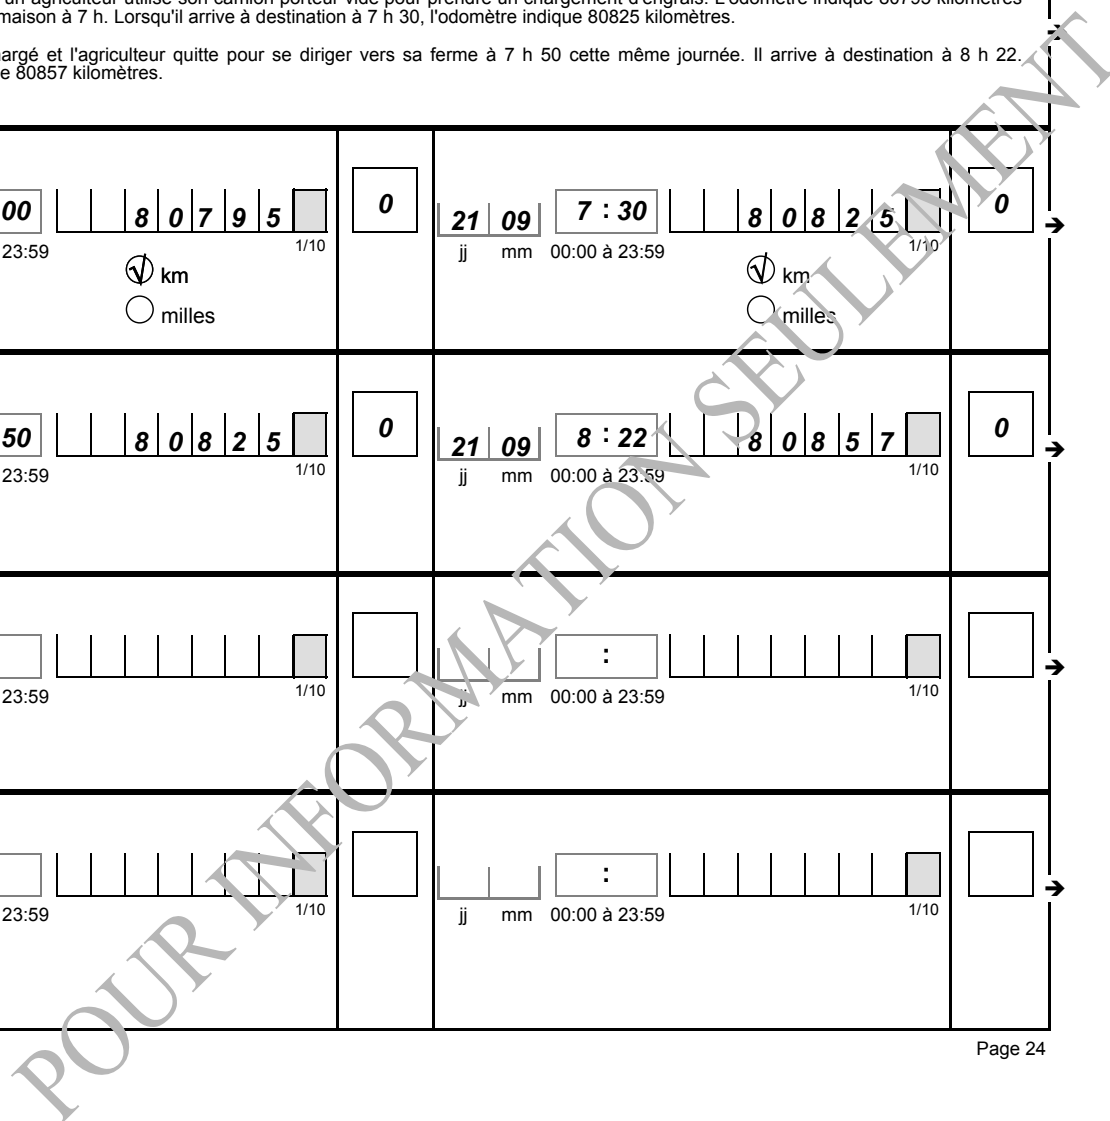 un agriculteur utilise son camion porteur vide pour prendre un chargement d'engrais. L'odomètre indique 80795 kilomètres
maison à 7 h. Lorsqu'il arrive à destination à 7 h 30, l'odomètre indique 80825 kilomètres.
argé et l'agriculteur quitte pour se diriger vers sa ferme à 7 h 50 cette même journée. Il arrive à destination à 8 h 22.
e 80857 kilomètres.
00 8 0 7 9 5 0 21 09 7 : 30 8 0 8 2 5 0
23:59 1/10 jj mm 00:00 à 23:59 1/10
km km
milles milles
50 8 0 8 2 5 0 21 09 8 : 22 8 0 8 5 7 0
23:59 1/10 jj mm 00:00 à 23:59 1/10
:
23:59 1/10 jj mm 00:00 à 23:59 1/10
:
23:59 1/10 jj mm 00:00 à 23:59 1/10
Page 24
POUR INFORMATION SEULEMENT